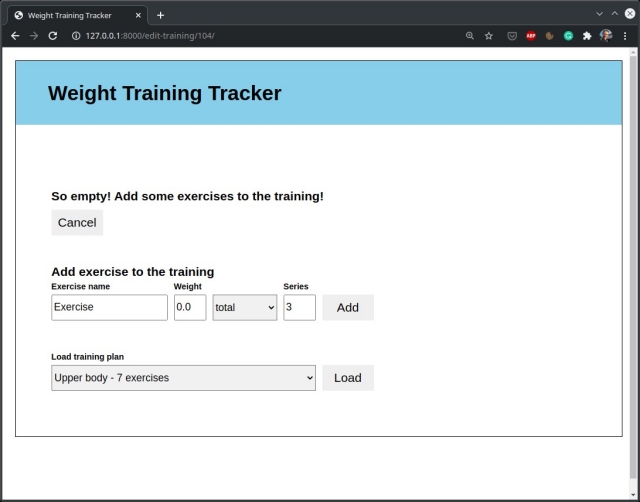 Weight Training Tracker
127.0.0.1:8000/edit-training/104/
ABP
Weight Training Tracker
So empty! Add some exercises to the training!
Cancel
Add exercise to the training
Exercise name Weight Series
Exercise 0.0 total 3 Add
Load training plan
Upper body - 7 exercises Load